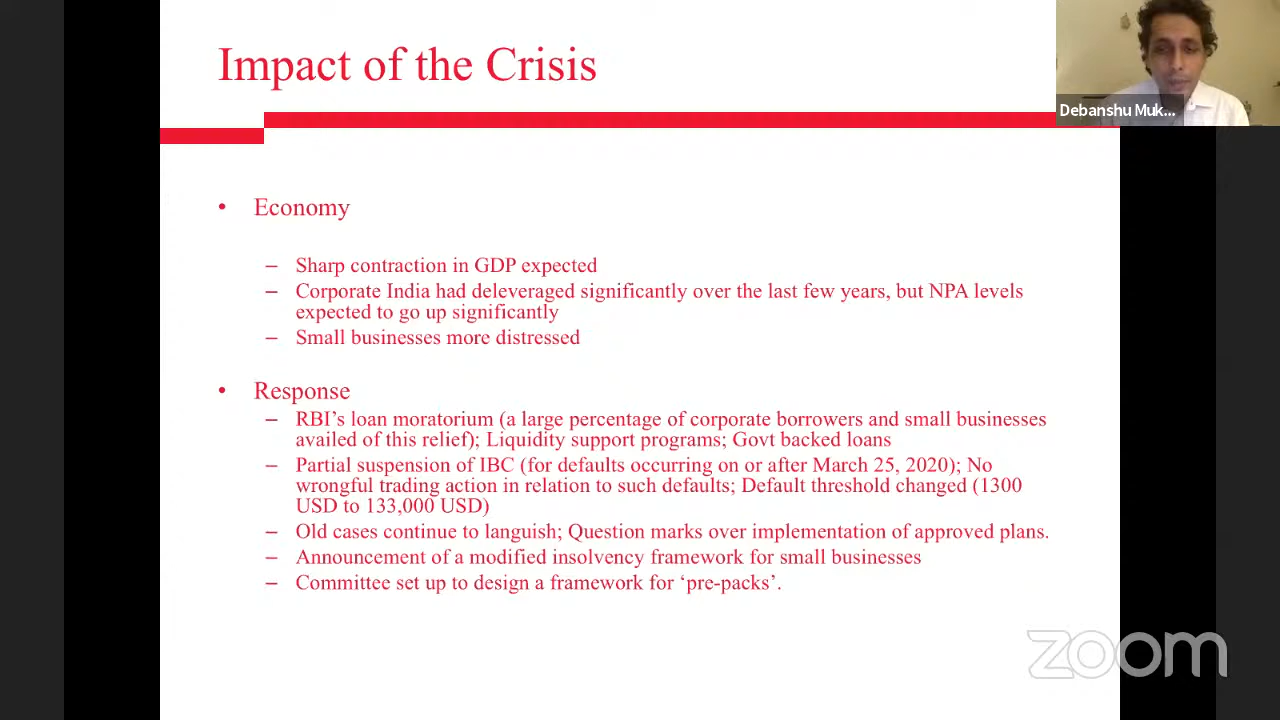 Impact of the Crisis
Debanshu Muk...
• Economy
– Sharp contraction in GDP expected
– Corporate India had deleveraged significantly over the last few years, but NPA levels
expected to go up significantly
– Small businesses more distressed
• Response
– RBI’s loan moratorium (a large percentage of corporate borrowers and small businesses
availed of this relief); Liquidity support programs; Govt backed loans
– Partial suspension of IBC (for defaults occurring on or after March 25, 2020); No
wrongful trading action in relation to such defaults; Default threshold changed (1300
USD to 133,000 USD)
– Old cases continue to languish; Question marks over implementation of approved plans.
– Announcement of a modified insolvency framework for small businesses
– Committee set up to design a framework for ‘pre-packs’.
zoom